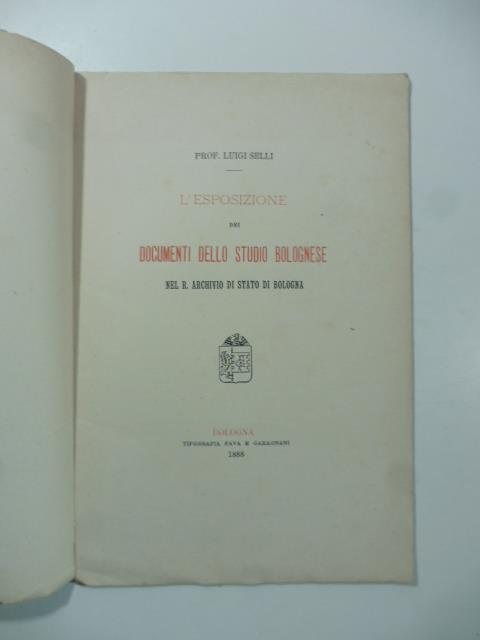 PROF. LUIGI SELLI
L'ESPOSIZIONE
DEI
DOCUMENTI DELLO STUDIO BOLOGNESE
NEL R. ARCHIVIO DI STATO DI BOLOGNA
BOLOGNA
TIPOGRAFIA FAVA E GARAGNANI
1888